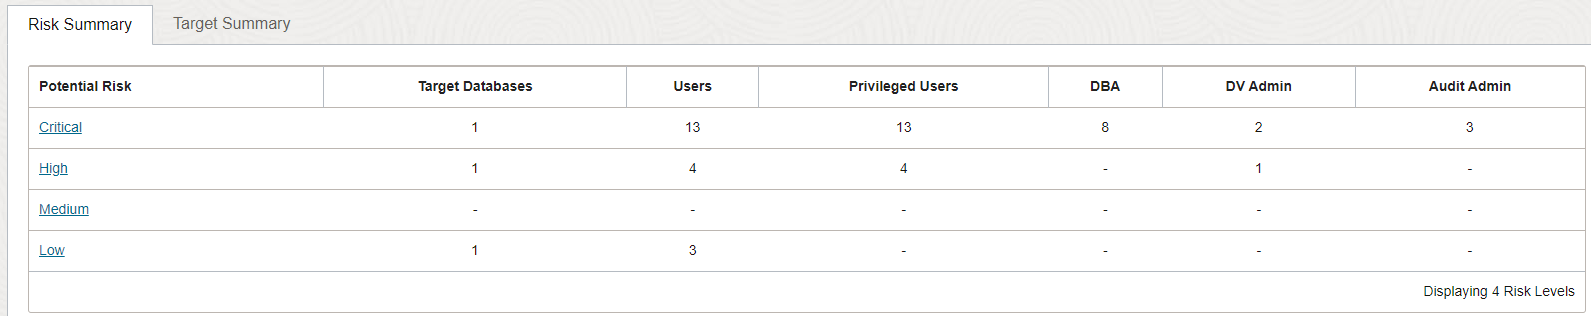 Risk Summary Target Summary
Potential Risk Target Databases Users Privileged Users DBA DV Admin Audit Admin
Critical 1 13 13 8 2 3
High 1 4 4 - 1 -
Medium - - - - - -
Low 1 3 - - - -
Displaying 4 Risk Levels